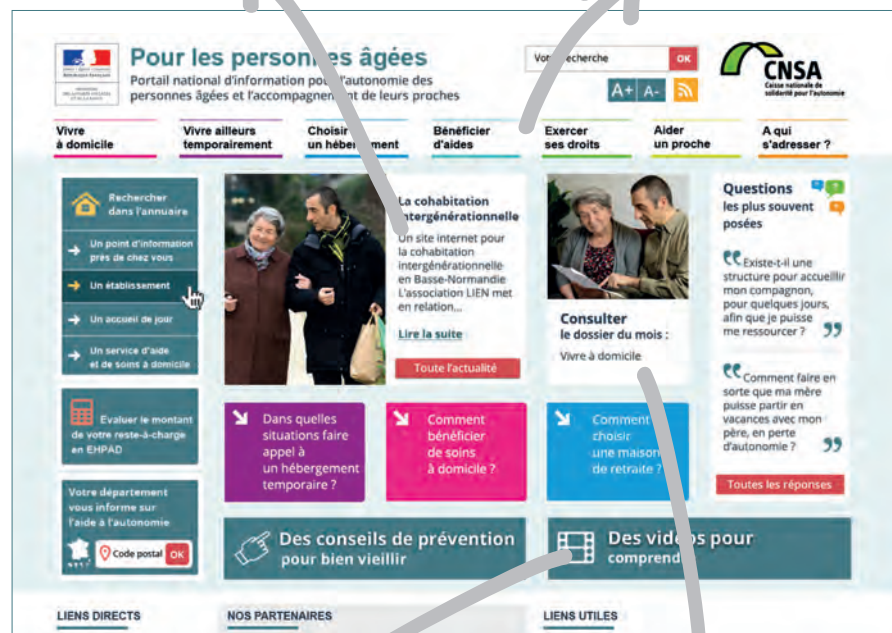 Pour les personnes âgées
Portail national d'information pour l'autonomie des
personnes âgées et l'accompagnement de leurs proches
Votre recherche
OK
A+
A-
CNSA
Caisse nationale de
solidarité pour l'autonomie
Vivre
à domicile
Vivre ailleurs
temporairement
Choisir
un hébergement
Bénéficier
d'aides
Exercer
ses droits
Aider
un proche
A qui
s'adresser ?
Rechercher
dans l'annuaire
Un point d'information
près de chez vous
Un établissement
Un accueil de jour
Un service d'aide
et de soins à domicile
Evaluer le montant
de votre reste-à-charge
en EHPAD
Votre département
vous informe sur
l'aide à l'autonomie
Code postal
OK
La cohabitation
intergénérationnelle
Un site internet pour
la cohabitation
intergénérationnelle
en Basse-Normandie
L'association LIEN met
en relation...
Lire la suite
Toute l'actualité
Consulter
le dossier du mois :
Vivre à domicile
Questions
les plus souvent
posées
Existe-t-il une
structure pour accueillir
mon compagnon,
pour quelques jours,
afin que je puisse
me ressourcer ?
Comment faire en
sorte que ma mère
puisse partir en
vacances avec mon
père, en perte
d'autonomie ?
Toutes les réponses
Dans quelles
situations faire
appel à
un hébergement
temporaire ?
Comment
bénéficier
de soins
à domicile ?
Comment
choisir
une maison
de retraite ?
Des conseils de prévention
pour bien vieillir
Des vidéos pour
comprendre
LIENS DIRECTS
NOS PARTENAIRES
LIENS UTILES